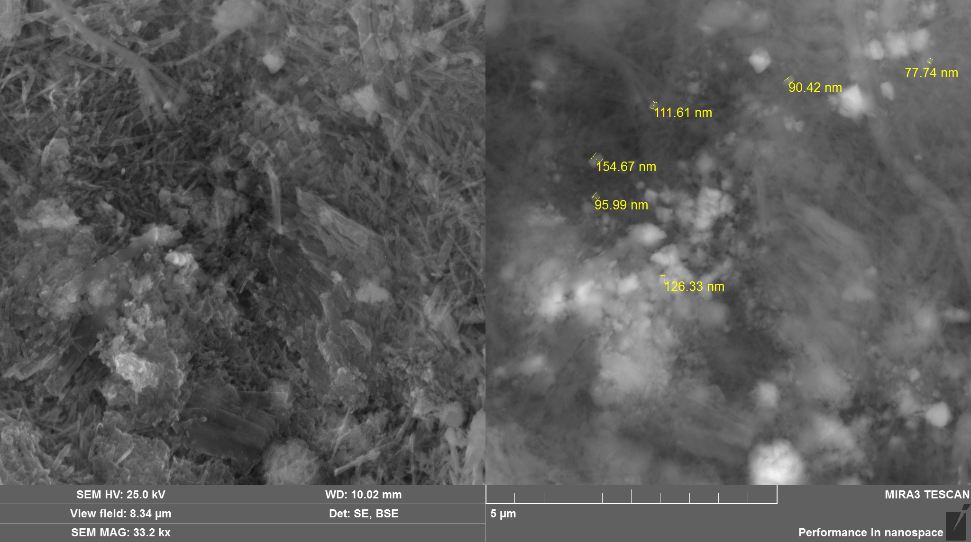 77.74 nm
90.42 nm
111.61 nm
154.67 nm
95.99 nm
126.33 nm
SEM HV: 25.0 kV
WD: 10.02 mm
MIRA3 TESCAN
View field: 8.34 µm
Det: SE, BSE
5 µm
SEM MAG: 33.2 kx
Performance in nanospace